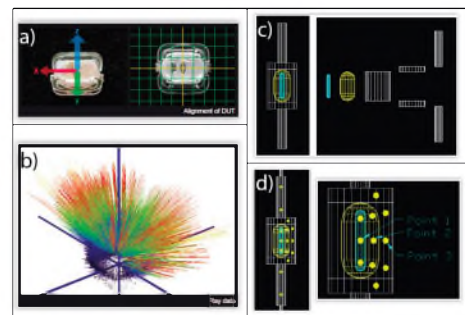 a)
X
Z
Y
Alignment of DUT
b)
Ray data
c)
d)
Point 1
Point 2
Point 3